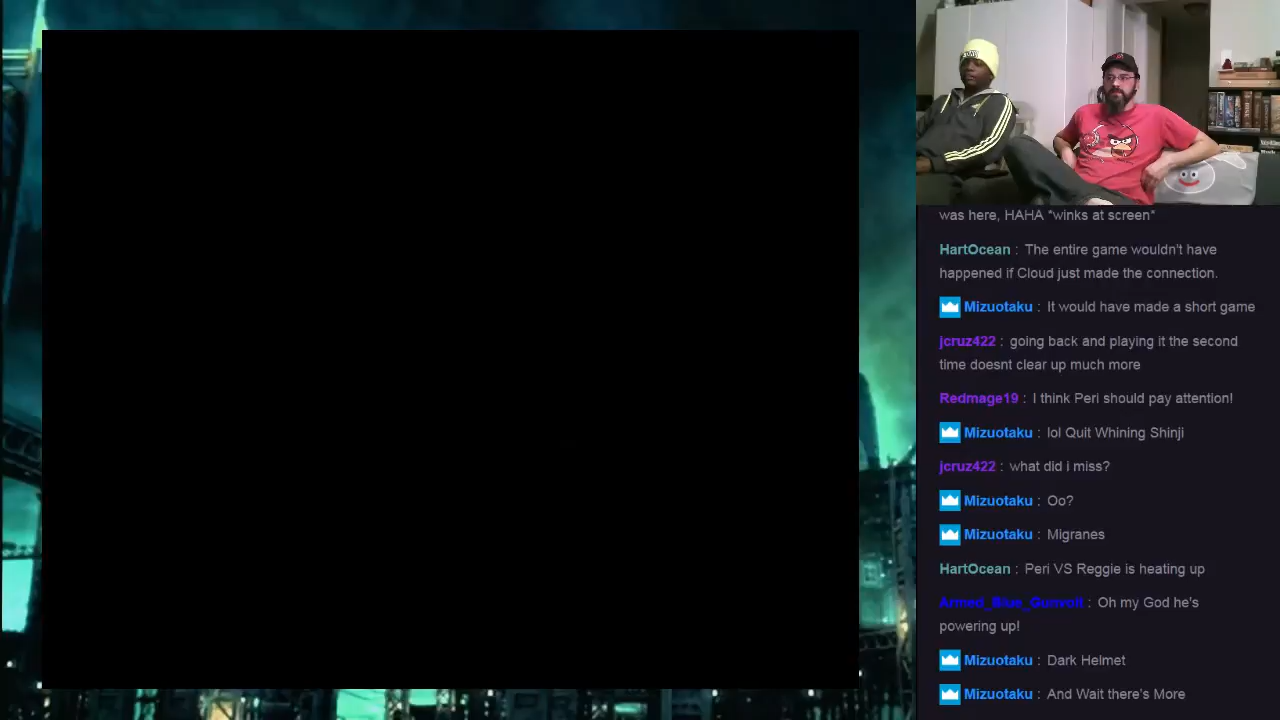 was here, HAHA *winks at screen*
HartOcean : The entire game wouldn't have
happened if Cloud just made the connection.
Mizuotaku : It would have made a short game
jcruz422 : going back and playing it the second
time doesnt clear up much more
Redmage19 : I think Peri should pay attention!
Mizuotaku : lol Quit Whining Shinji
jcruz422 : what did i miss?
Mizuotaku : Oo?
Mizuotaku : Migranes
HartOcean : Peri VS Reggie is heating up
Armed_Blue_Gunvolt : Oh my God he's
powering up!
Mizuotaku : Dark Helmet
Mizuotaku : And Wait there's More